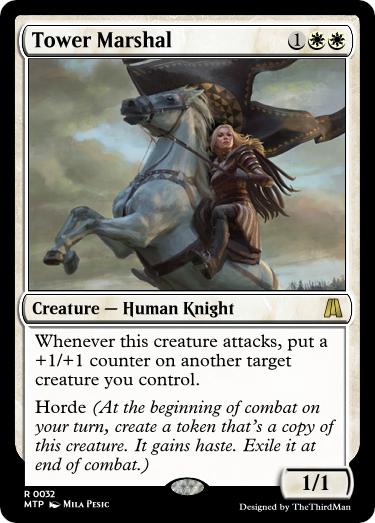 Tower Marshal 1
Creature — Human Knight
Whenever this creature attacks, put a
+1/+1 counter on another target
creature you control.
Horde (At the beginning of combat on
your turn, create a token that's a copy of
this creature. It gains haste. Exile it at
end of combat.)
1/1
R 0032
MTP Mila Pesic
Designed by TheThirdMan